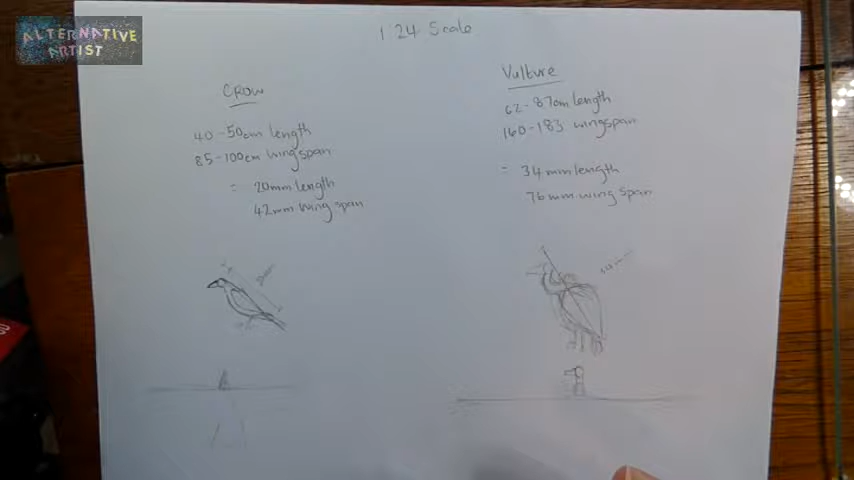 ALTERNATIVE
ARTIST
1:24 Scale
Crow
40-50cm length
85-100cm wingspan
= 20mm length
42mm wing span
Vulture
62-87cm length
160-183 wingspan
= 34mm length
76mm wing span